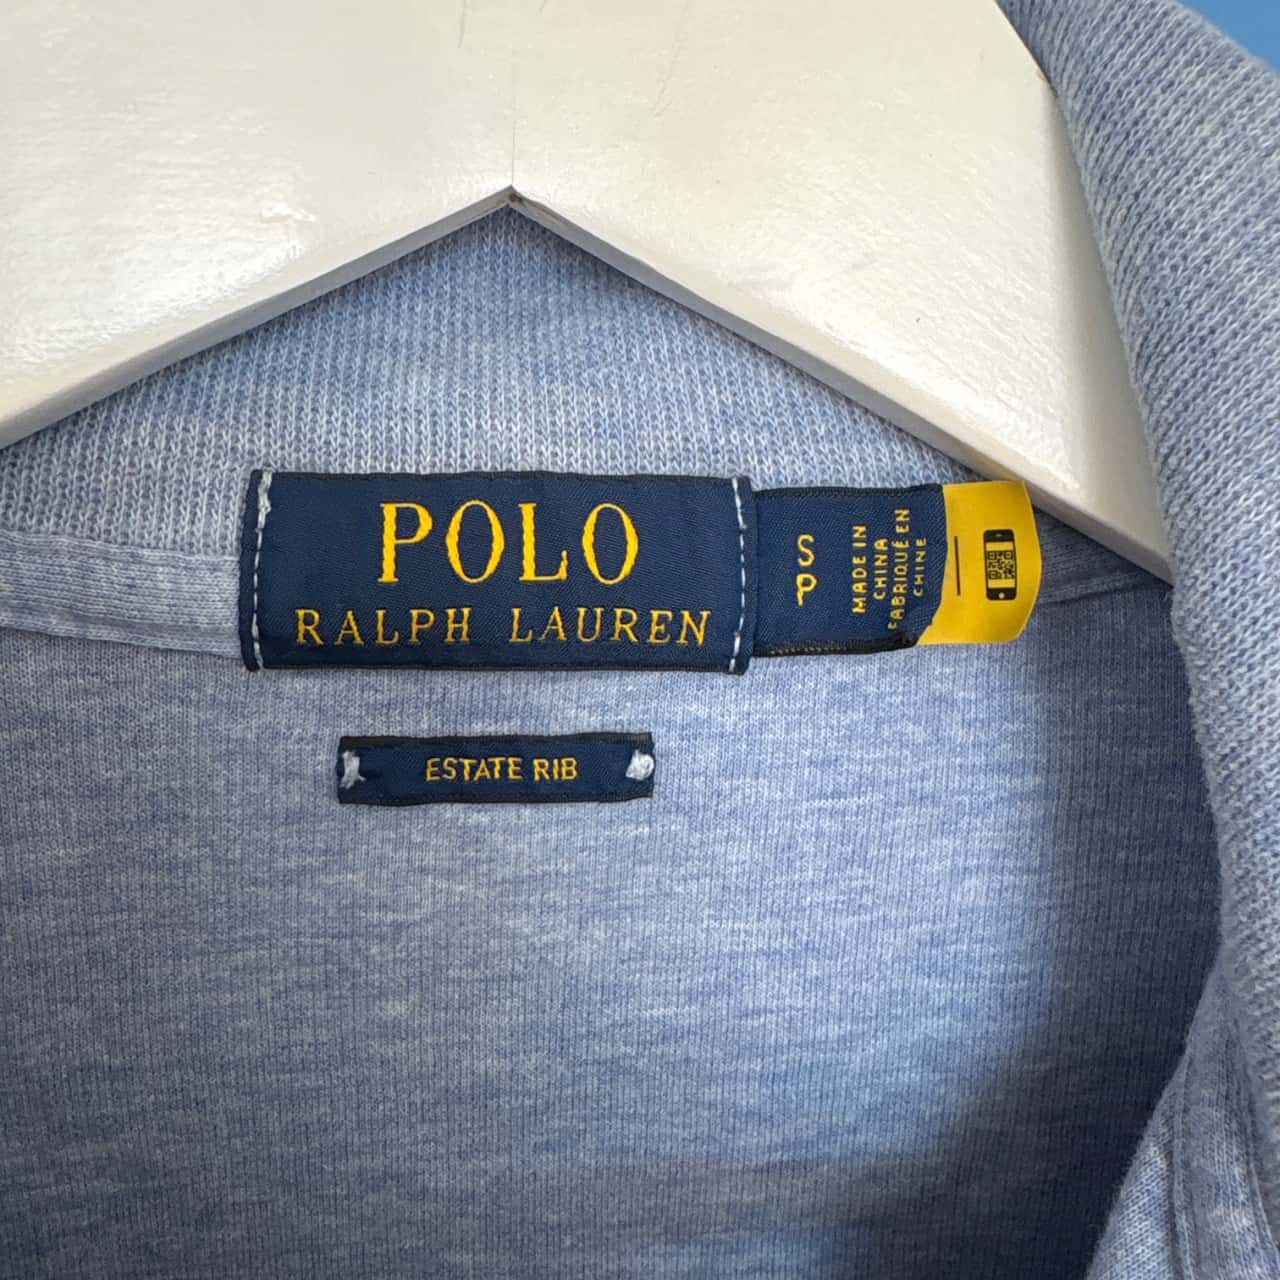 POLO
RALPH LAUREN
S
P
MADE IN
CHINA
FABRIQUÉ EN
CHINE
ESTATE RIB